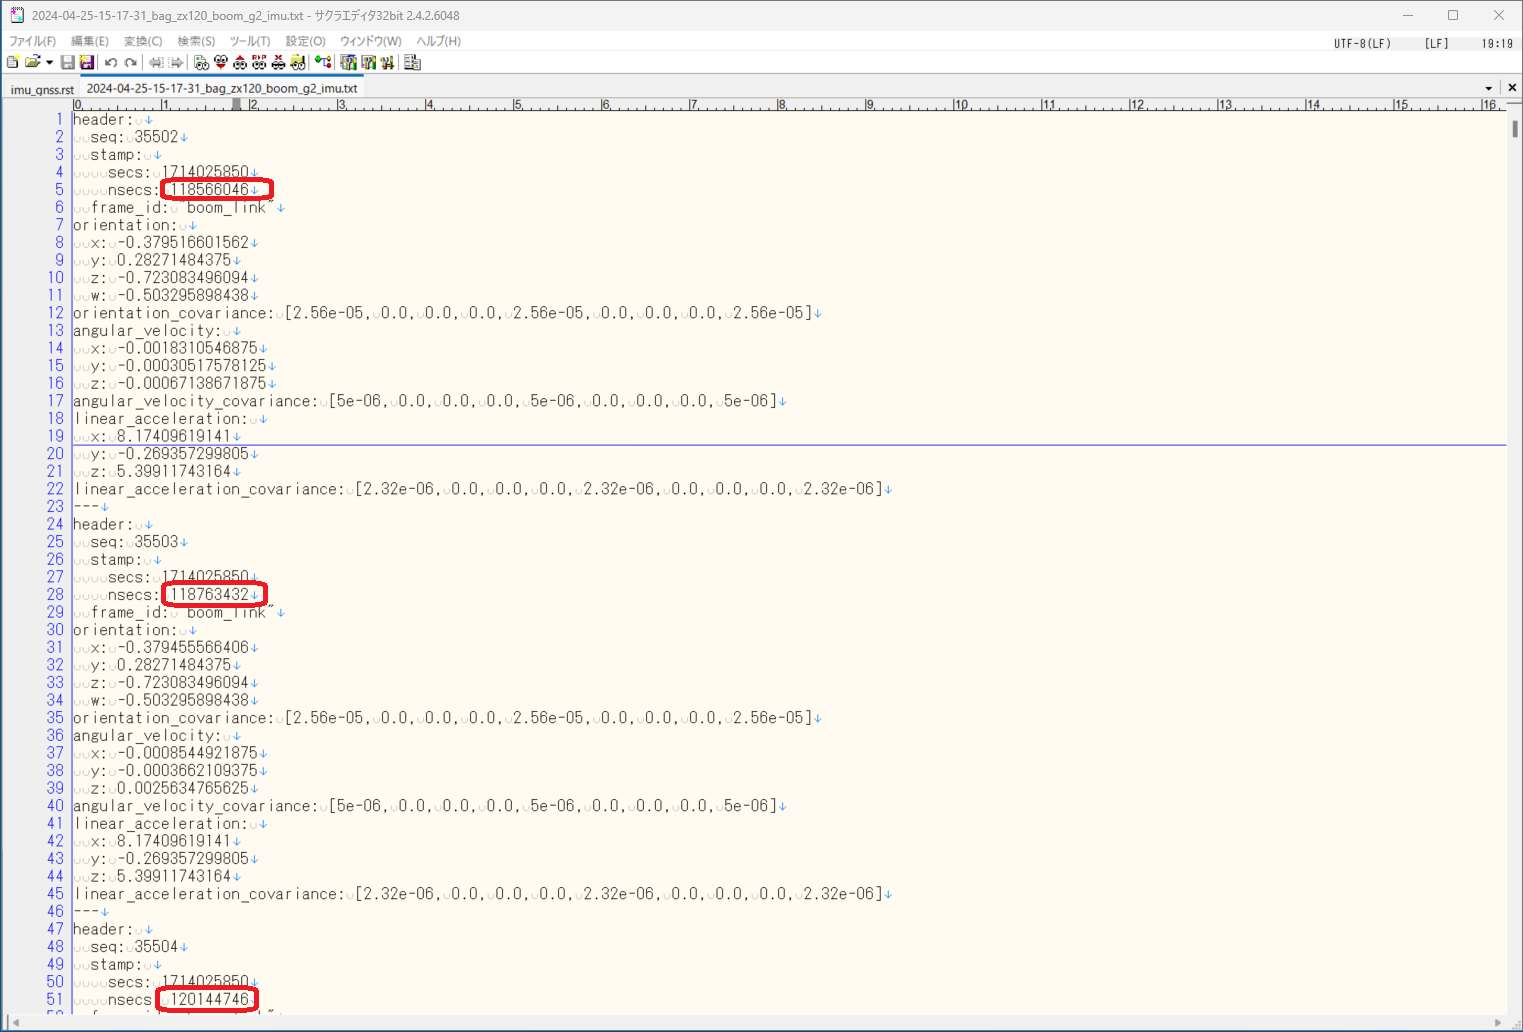 2024-04-25-15-17-31_bag_zx120_boom_g2_imu.txt - サクラエディタ32bit 2.4.2.6048
ファイル(F) 編集(E) 変換(C) 検索(S) ツール(T) 設定(O) ウィンドウ(W) ヘルプ(H) UTF-8(LF) [LF] 19:19
imu_gnss.rst 2024-04-25-15-17-31_bag_zx120_boom_g2_imu.txt
0 1 2 3 4 5 6 7 8 9 10 11 12 13 14 15 16
1 header:
2 seq: 35502
3 stamp:
4 secs: 1714025850
5 nsecs: 118566046
6 frame_id: "boom_link"
7 orientation:
8 x: -0.379516601562
9 y: 0.28271484375
10 z: -0.723083496094
11 w: -0.503295898438
12 orientation_covariance: [2.56e-05, 0.0, 0.0, 0.0, 2.56e-05, 0.0, 0.0, 0.0, 2.56e-05]
13 angular_velocity:
14 x: -0.0018310546875
15 y: -0.00030517578125
16 z: -0.00067138671875
17 angular_velocity_covariance: [5e-06, 0.0, 0.0, 0.0, 5e-06, 0.0, 0.0, 0.0, 5e-06]
18 linear_acceleration:
19 x: 8.17409619141
20 y: -0.269357299805
21 z: 5.39911743164
22 linear_acceleration_covariance: [2.32e-06, 0.0, 0.0, 0.0, 2.32e-06, 0.0, 0.0, 0.0, 2.32e-06]
23 ---
24 header:
25 seq: 35503
26 stamp:
27 secs: 1714025850
28 nsecs: 118763432
29 frame_id: "boom_link"
30 orientation:
31 x: -0.379455566406
32 y: 0.28271484375
33 z: -0.723083496094
34 w: -0.503295898438
35 orientation_covariance: [2.56e-05, 0.0, 0.0, 0.0, 2.56e-05, 0.0, 0.0, 0.0, 2.56e-05]
36 angular_velocity:
37 x: -0.0008544921875
38 y: -0.0003662109375
39 z: 0.0025634765625
40 angular_velocity_covariance: [5e-06, 0.0, 0.0, 0.0, 5e-06, 0.0, 0.0, 0.0, 5e-06]
41 linear_acceleration:
42 x: 8.17409619141
43 y: -0.269357299805
44 z: 5.39911743164
45 linear_acceleration_covariance: [2.32e-06, 0.0, 0.0, 0.0, 2.32e-06, 0.0, 0.0, 0.0, 2.32e-06]
46 ---
47 header:
48 seq: 35504
49 stamp:
50 secs: 1714025850
51 nsecs: 120144746